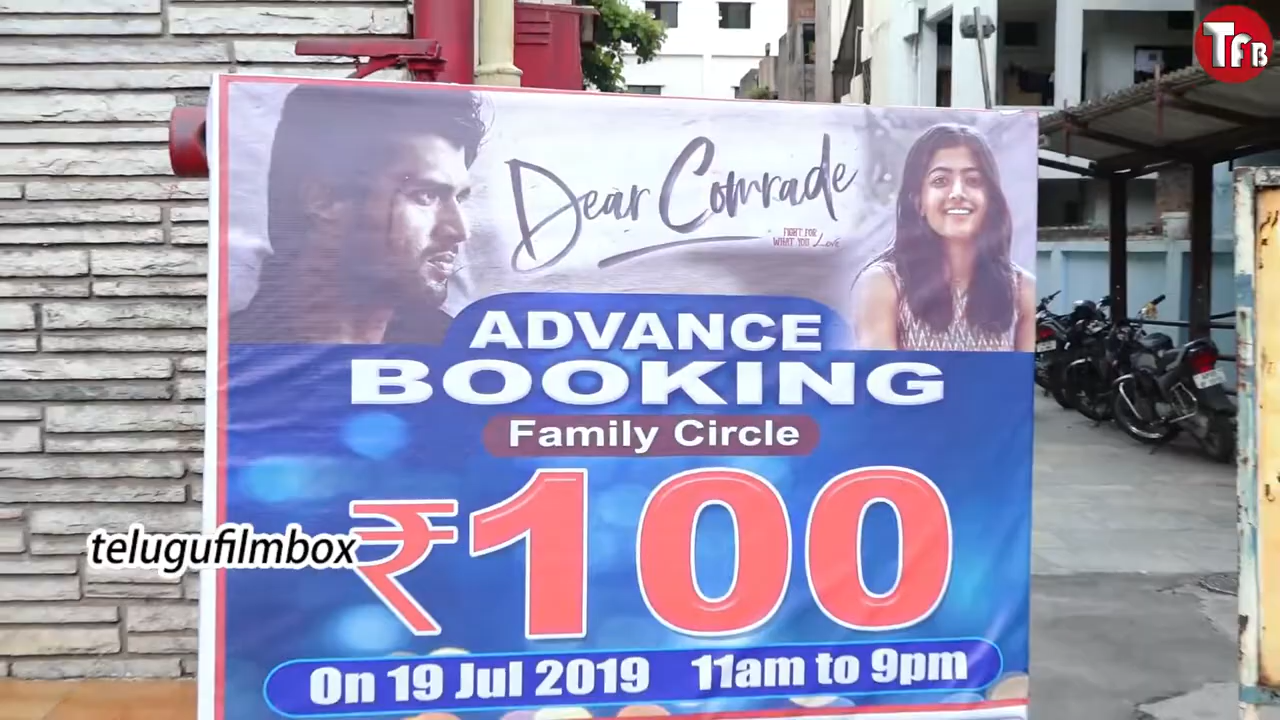 TFB
Dear Comrade
FIGHT FOR
WHAT YOU LOVE
ADVANCE
BOOKING
Family Circle
₹100
telugufilmbox
On 19 Jul 2019 11am to 9pm